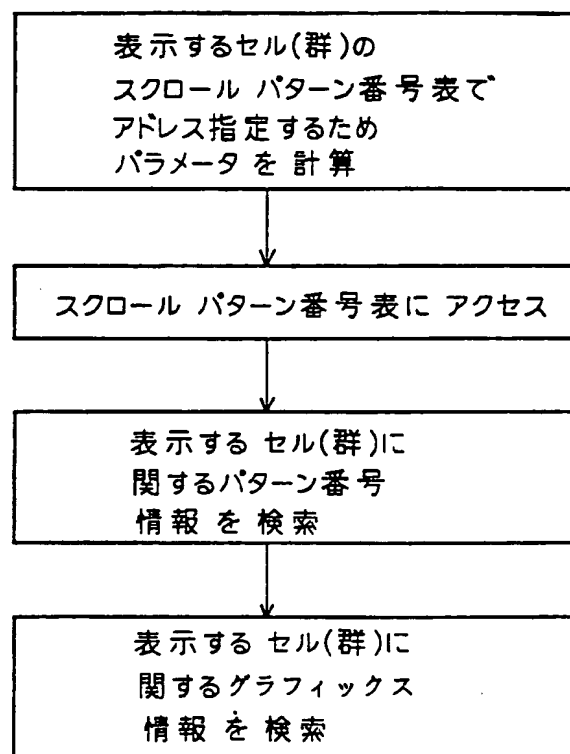 表示するセル(群)の
スクロール パターン番号表で
アドレス指定するため
パラメータ を 計算
スクロール パターン番号表に アクセス
表示する セル(群)に
関するパターン番号
情報 を 検索
表示する セル(群)に
関するグラフィックス
情報 を 検索